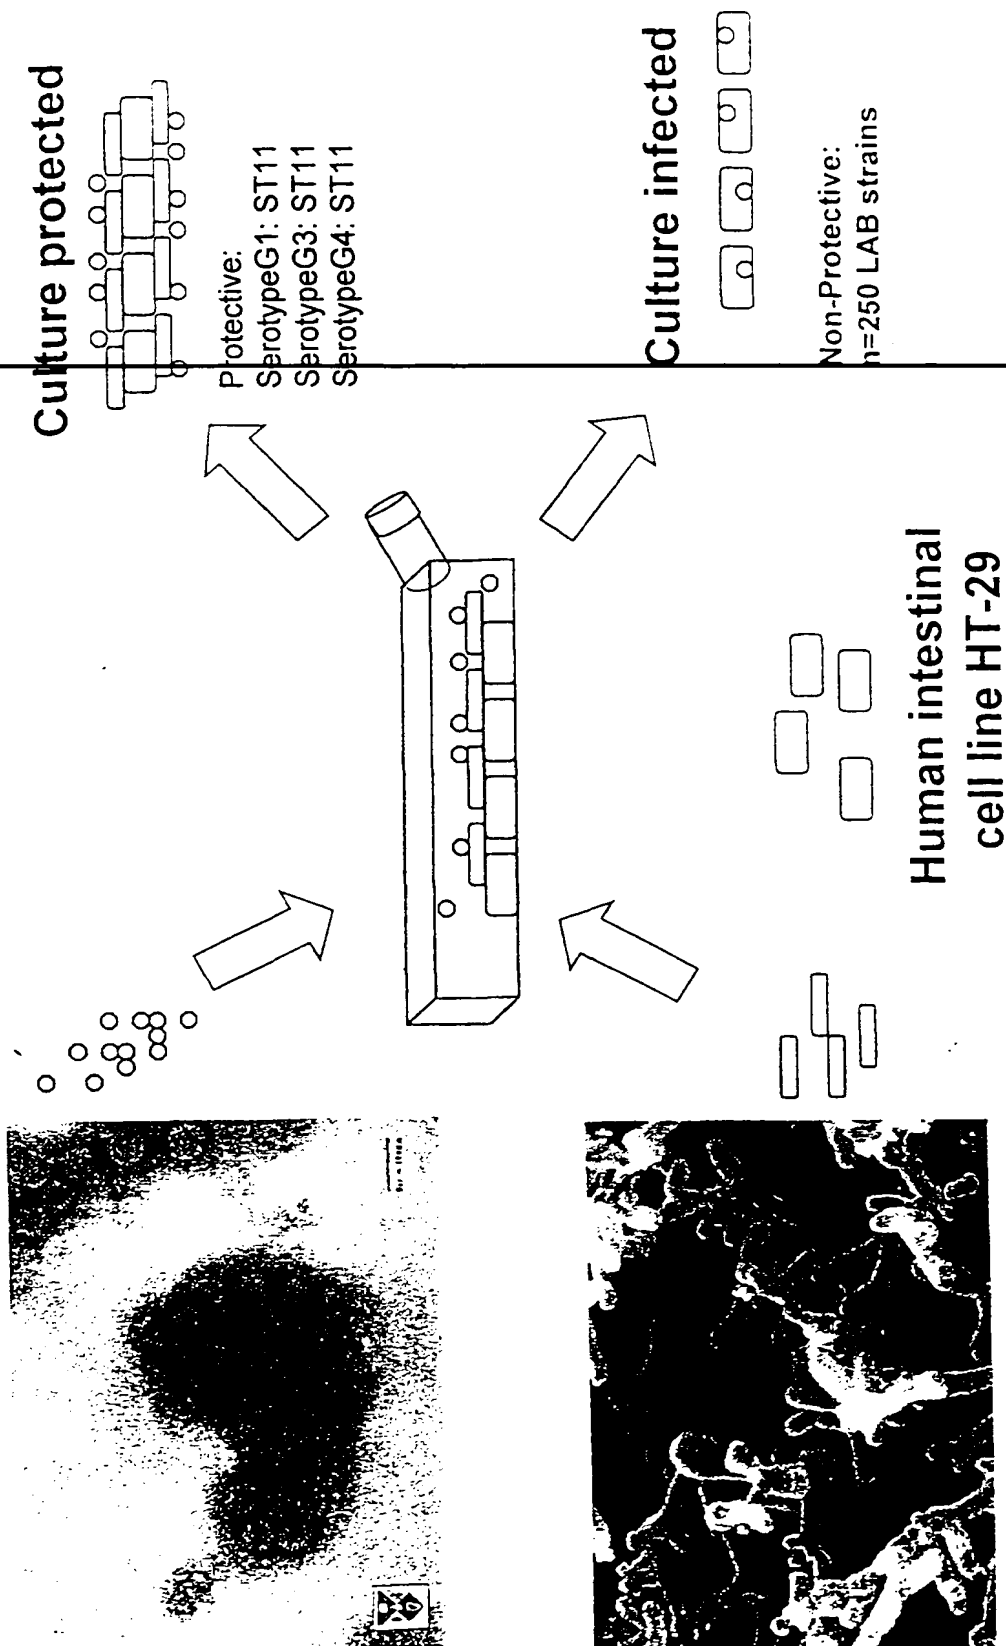 Culture protected
Protective:
SerotypeG1: ST11
SerotypeG3: ST11
SerotypeG4: ST11
Culture infected
Non-Protective:
n=250 LAB strains
Human intestinal
cell line HT-29